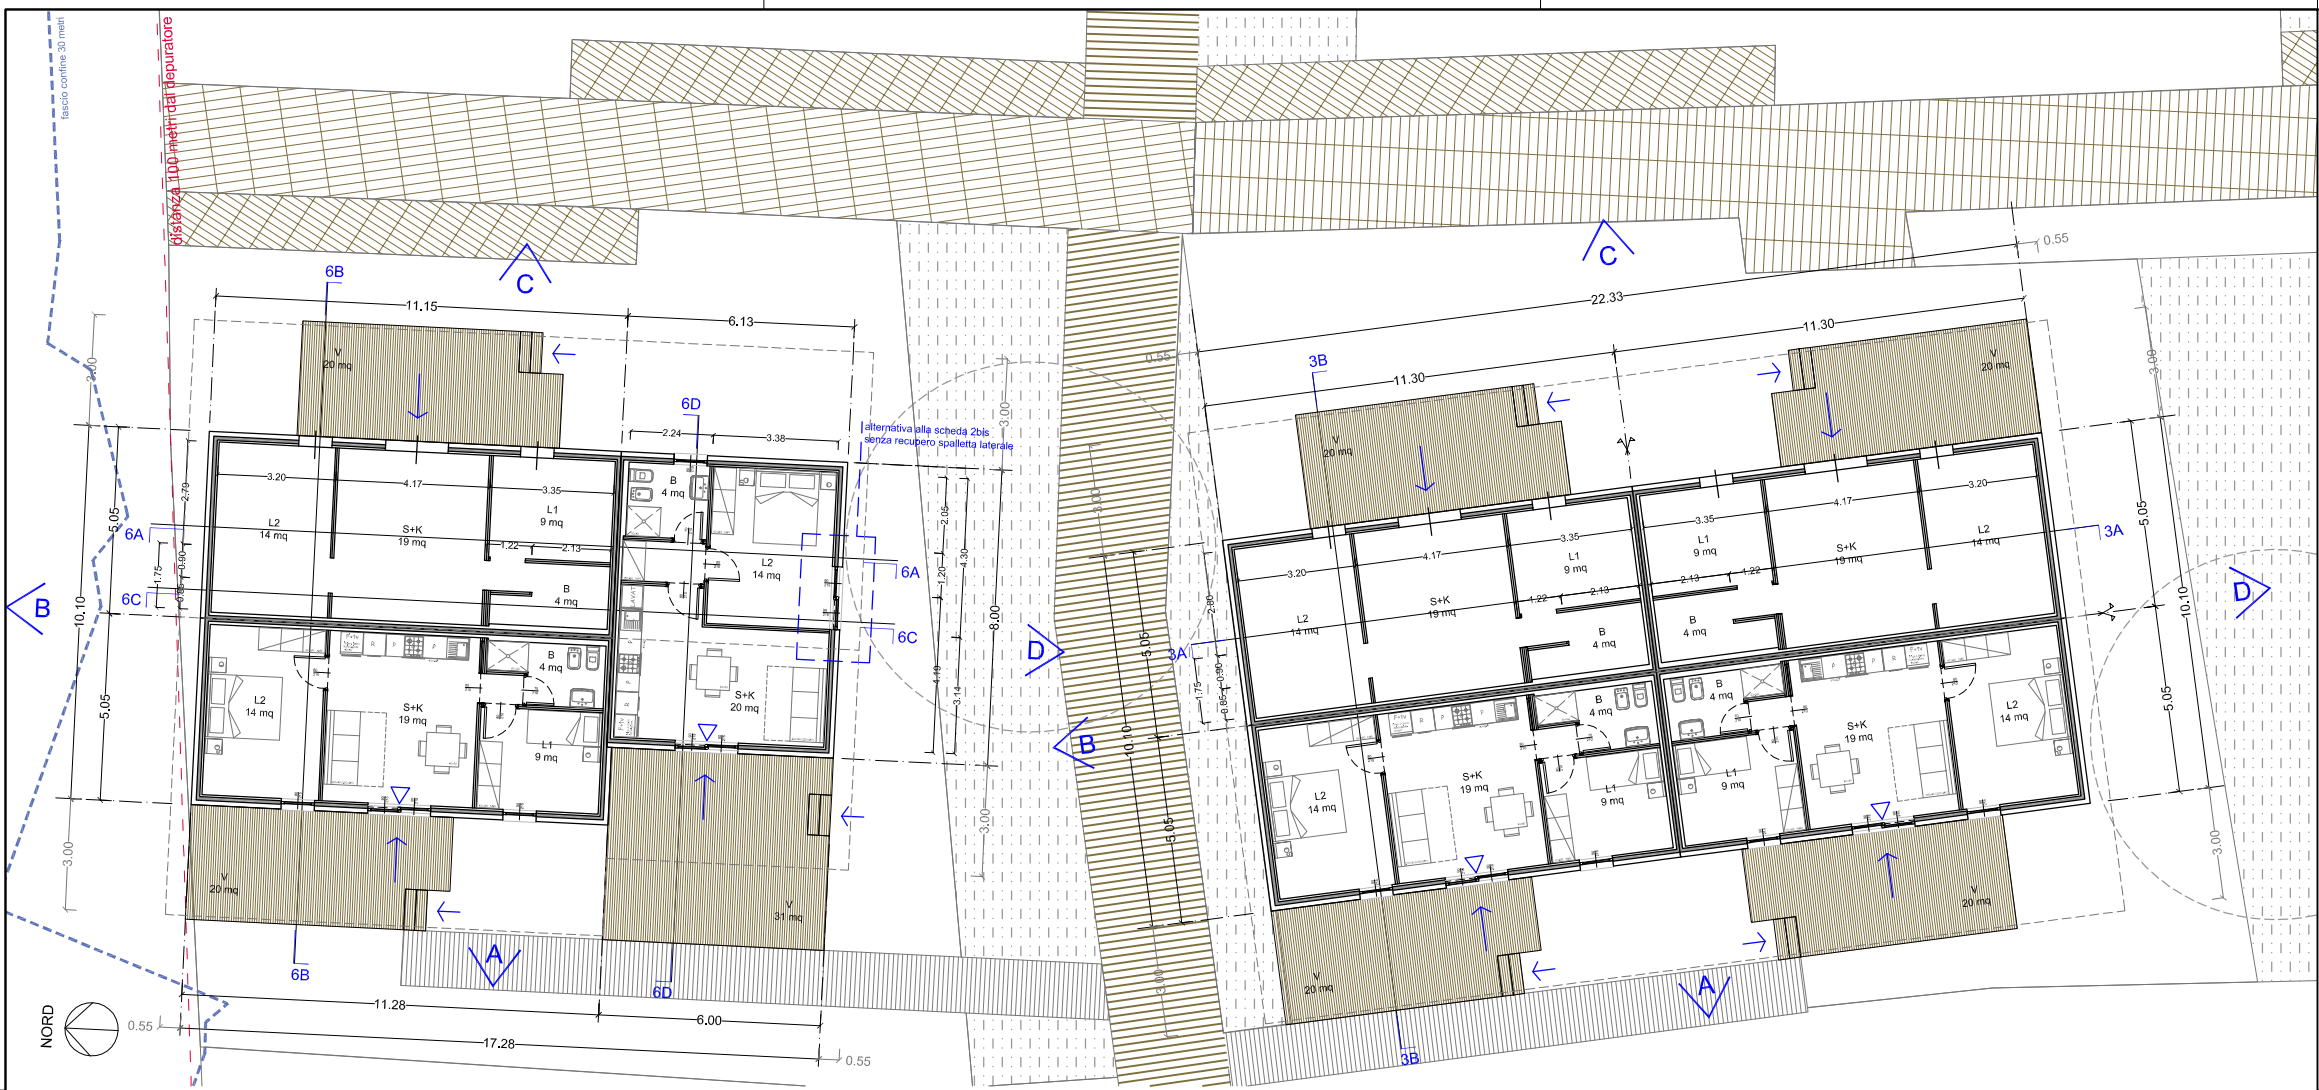 fascio confine 30 metri
distanza 100 metri dal depuratore
6B
C
11.15
6.13
V
20 mq
3.00
6D
2.24
3.38
alternativa alla scheda 2bis
senza recupero spalletta laterale
3.00
10.10
5.05
2.79
3.20
4.17
3.35
B
4 mq
L2
14 mq
S+K
19 mq
L1
9 mq
1.22
2.13
B
4 mq
L2
14 mq
6A
6A
1.75
0.90
0.85
6C
6C
B
2.05
1.20
4.30
8.00
4.19
3.14
5.05
L2
14 mq
S+K
19 mq
B
4 mq
L1
9 mq
LAVAT
S+K
20 mq
3.00
3.00
V
20 mq
V
31 mq
A
6B
6D
NORD
0.55
11.28
6.00
17.28
0.55
C
0.55
22.33
0.55
11.30
11.30
3B
V
20 mq
V
20 mq
3.00
3.00
3.20
4.17
3.35
3.35
4.17
3.20
L2
14 mq
S+K
19 mq
L1
9 mq
1.22
2.13
B
4 mq
L1
9 mq
2.13
1.22
B
4 mq
S+K
19 mq
L2
14 mq
3A
3A
D
D
B
5.05
10.10
5.05
2.80
1.75
0.90
0.85
5.05
10.10
5.05
L2
14 mq
S+K
19 mq
B
4 mq
L1
9 mq
B
4 mq
L1
9 mq
S+K
19 mq
L2
14 mq
3.00
3.00
V
20 mq
V
20 mq
A
3B